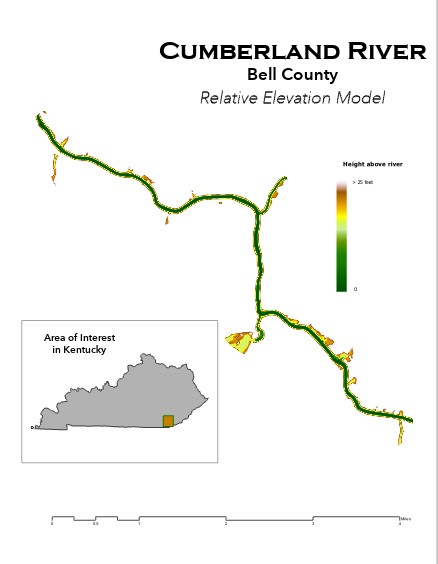 Cumberland River
Bell County
Relative Elevation Model
Height above river
> 25 feet
0
Area of Interest
in Kentucky
0 0.5 1 2 3 4 Miles